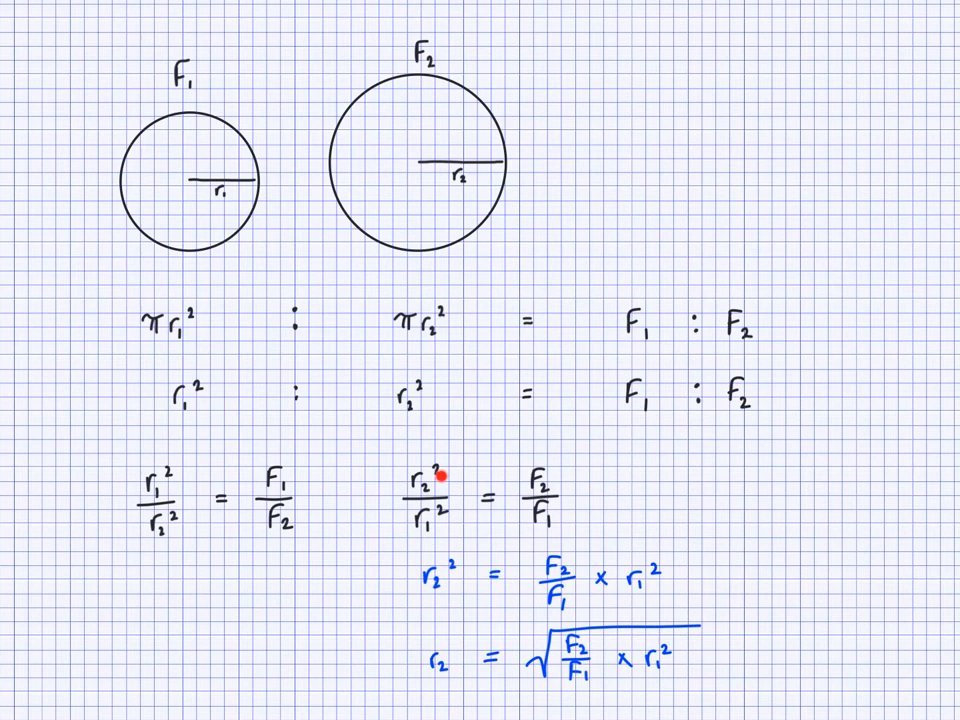 F₁ F₂
r₁ r₂
πr₁² : πr₂² = F₁ : F₂
r₁² : r₂² = F₁ : F₂
r₁²/r₂² = F₁/F₂ r₂²/r₁² = F₂/F₁
r₂² = F₂/F₁ × r₁²
r₂ = √(F₂/F₁ × r₁²)